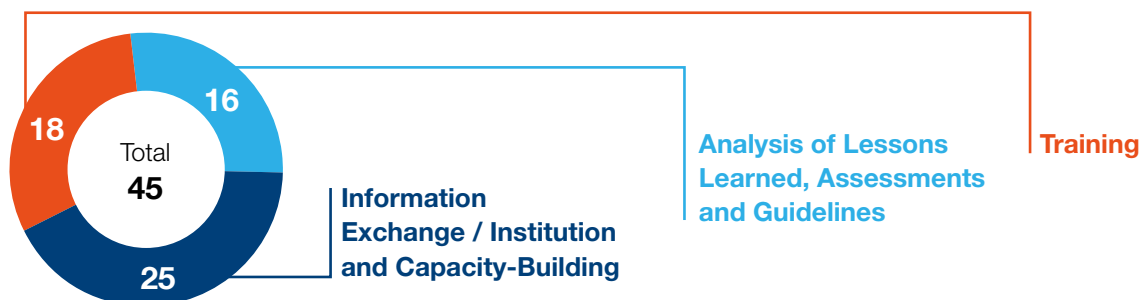 16
18
Total
45
25
Information
Exchange / Institution
and Capacity-Building
Analysis of Lessons
Learned, Assessments
and Guidelines
Training